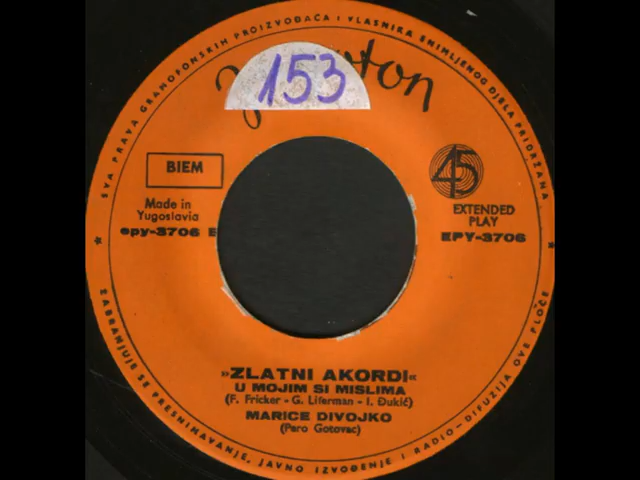 SVA PRAVA GRAMOFONSKIH PROIZVOĐAČA I VLASNIKA SNIMLJENOG DJELA PRIDRŽANA
153
BIEM
45
Made in
Yugoslavia
EXTENDED
PLAY
epy-3706 B
EPY-3706
»ZLATNI AKORDI«
U MOJIM SI MISLIMA
(F. Fricker - G. Liferman - I. Đukić)
MARICE DIVOJKO
(Pero Gotovac)
ZABRANJUJE SE PRESNIMAVANJE, JAVNO IZVOĐENJE I RADIO-DIFUZIJA OVE PLOČE